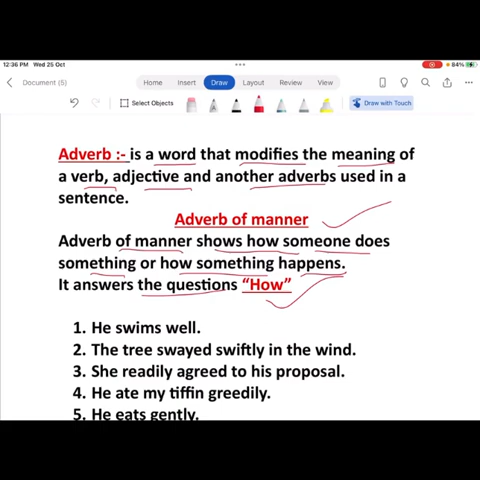 12:36 PM Wed 25 Oct
84%
Document (5)
Home Insert Draw Layout Review View
Select Objects
Draw with Touch
Adverb :- is a word that modifies the meaning of
a verb, adjective and another adverbs used in a
sentence.
Adverb of manner
Adverb of manner shows how someone does
something or how something happens.
It answers the questions “How”
1. He swims well.
2. The tree swayed swiftly in the wind.
3. She readily agreed to his proposal.
4. He ate my tiffin greedily.
5. He eats gently.